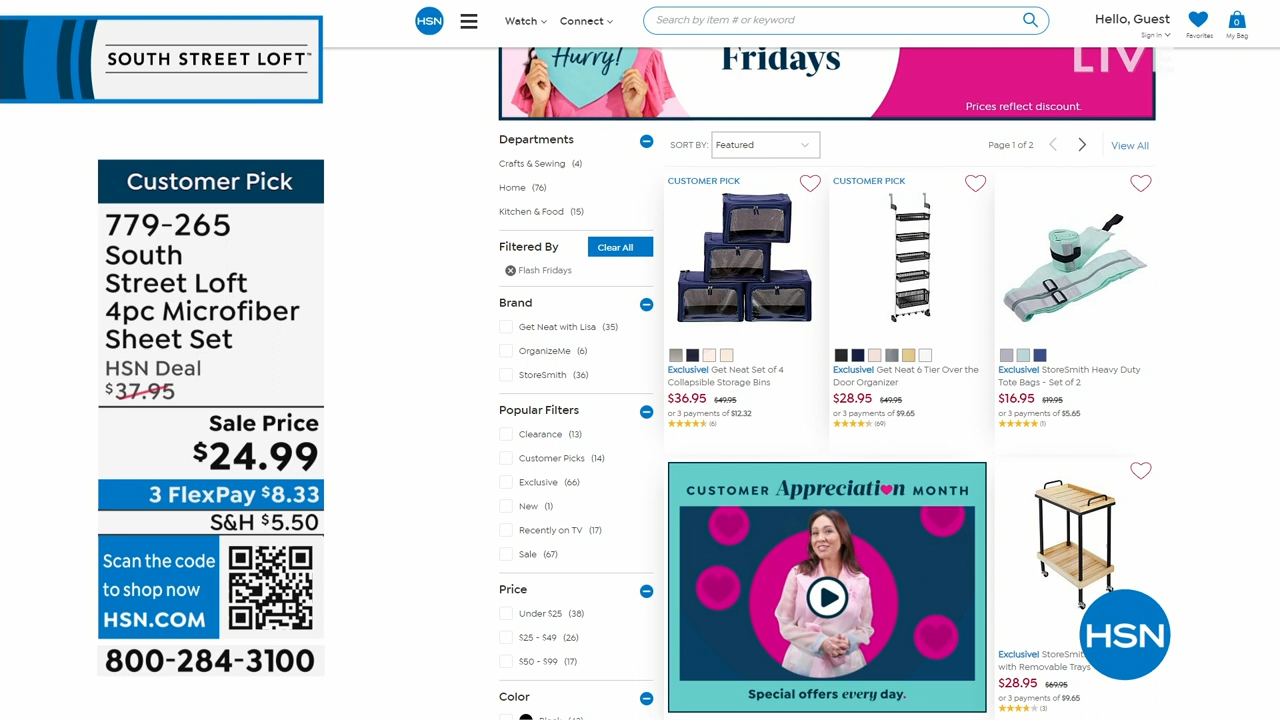 SOUTH STREET LOFT™
Customer Pick
779-265
South
Street Loft
4pc Microfiber
Sheet Set
HSN Deal
$37.95
Sale Price
$24.99
3 FlexPay $8.33
S&H $5.50
Scan the code
to shop now
HSN.COM
800-284-3100
HSN
Watch
Connect
Search by item # or keyword
Hello, Guest
Sign in
Favorites
0
My Bag
Hurry!
Fridays
LIVE
Prices reflect discount.
Departments
Crafts & Sewing (4)
Home (76)
Kitchen & Food (15)
Filtered By
Clear All
Flash Fridays
Brand
Get Neat with Lisa (35)
OrganizeMe (6)
StoreSmith (36)
Popular Filters
Clearance (13)
Customer Picks (14)
Exclusive (66)
New (1)
Recently on TV (17)
Sale (67)
Price
Under $25 (38)
$25 - $49 (26)
$50 - $99 (17)
Color
SORT BY: Featured
Page 1 of 2
View All
CUSTOMER PICK
Exclusive! Get Neat Set of 4
Collapsible Storage Bins
$36.95 $49.95
or 3 payments of $12.32
(6)
CUSTOMER PICK
Exclusive! Get Neat 6 Tier Over the
Door Organizer
$28.95 $49.95
or 3 payments of $9.65
(69)
Exclusive! StoreSmith Heavy Duty
Tote Bags - Set of 2
$16.95 $19.95
or 3 payments of $5.65
(1)
CUSTOMER Appreciation MONTH
Special offers every day.
Exclusive! StoreSmit
with Removable Trays
$28.95 $69.95
or 3 payments of $9.65
(3)
HSN